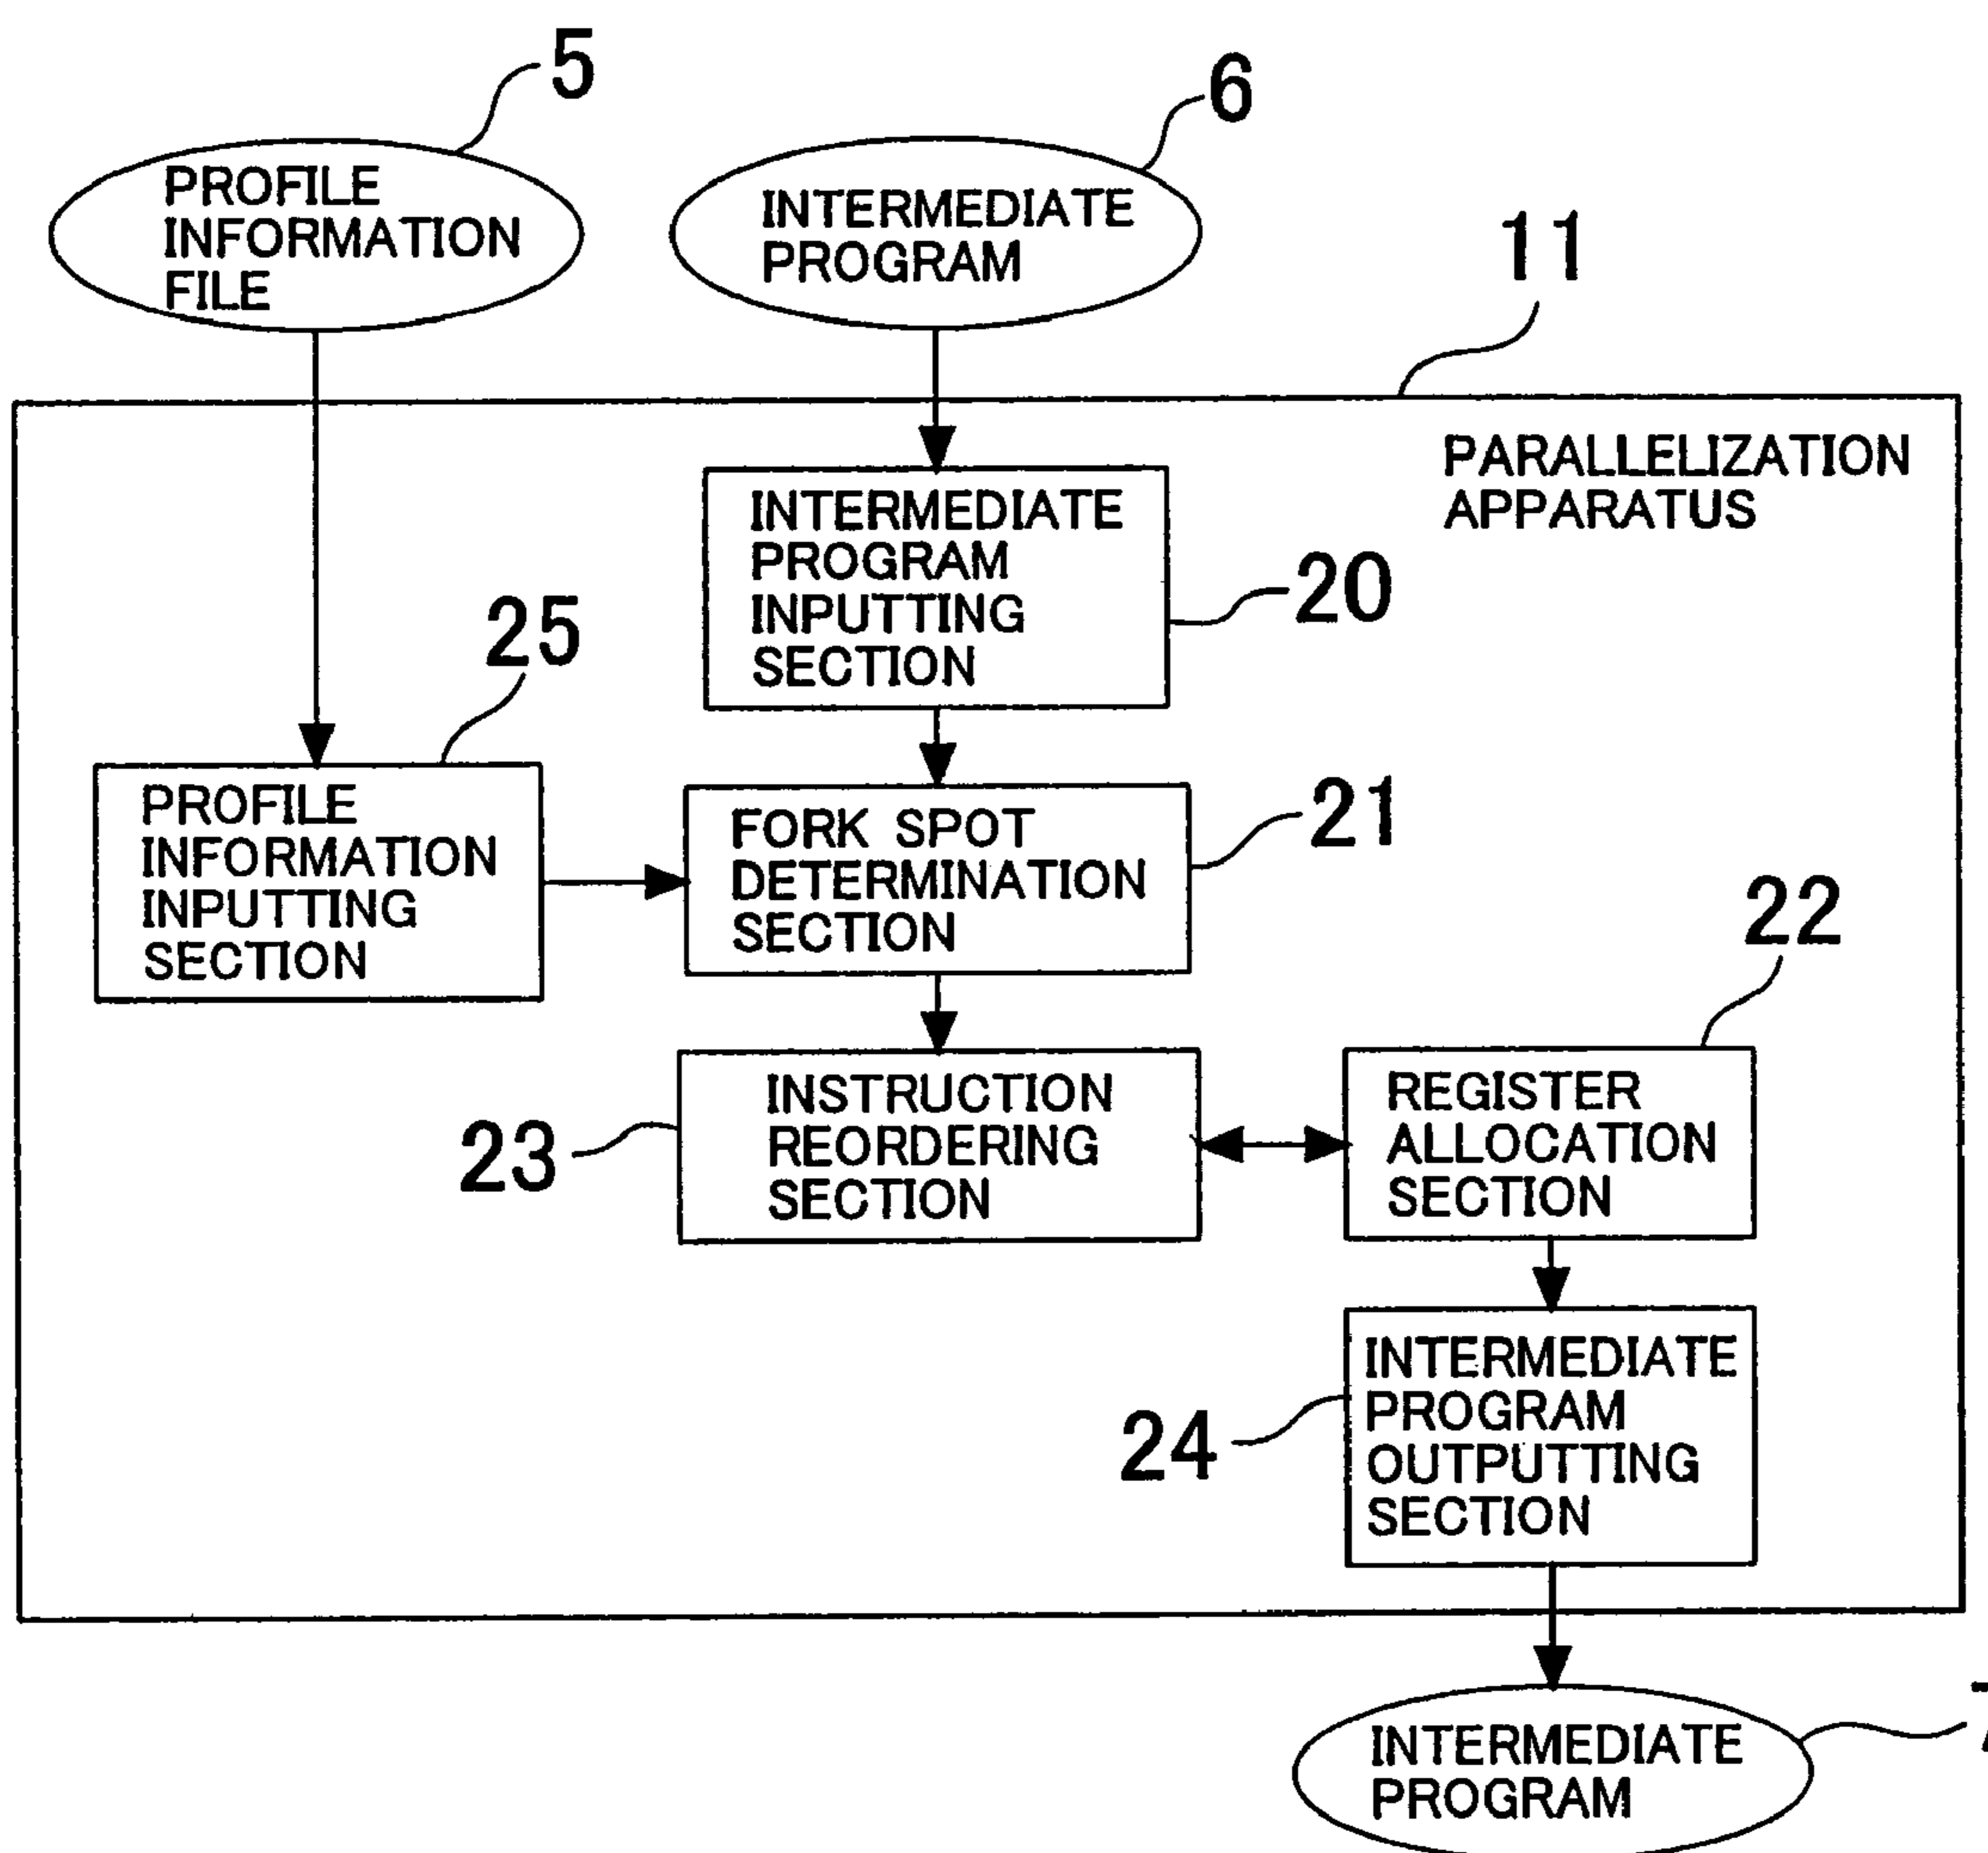 5
6
PROFILE
INFORMATION
FILE
INTERMEDIATE
PROGRAM
11
PARALLELIZATION
APPARATUS
INTERMEDIATE
PROGRAM
INPUTTING
SECTION
20
25
PROFILE
INFORMATION
INPUTTING
SECTION
FORK SPOT
DETERMINATION
SECTION
21
22
INSTRUCTION
REORDERING
SECTION
23
REGISTER
ALLOCATION
SECTION
INTERMEDIATE
PROGRAM
OUTPUTTING
SECTION
24
INTERMEDIATE
PROGRAM